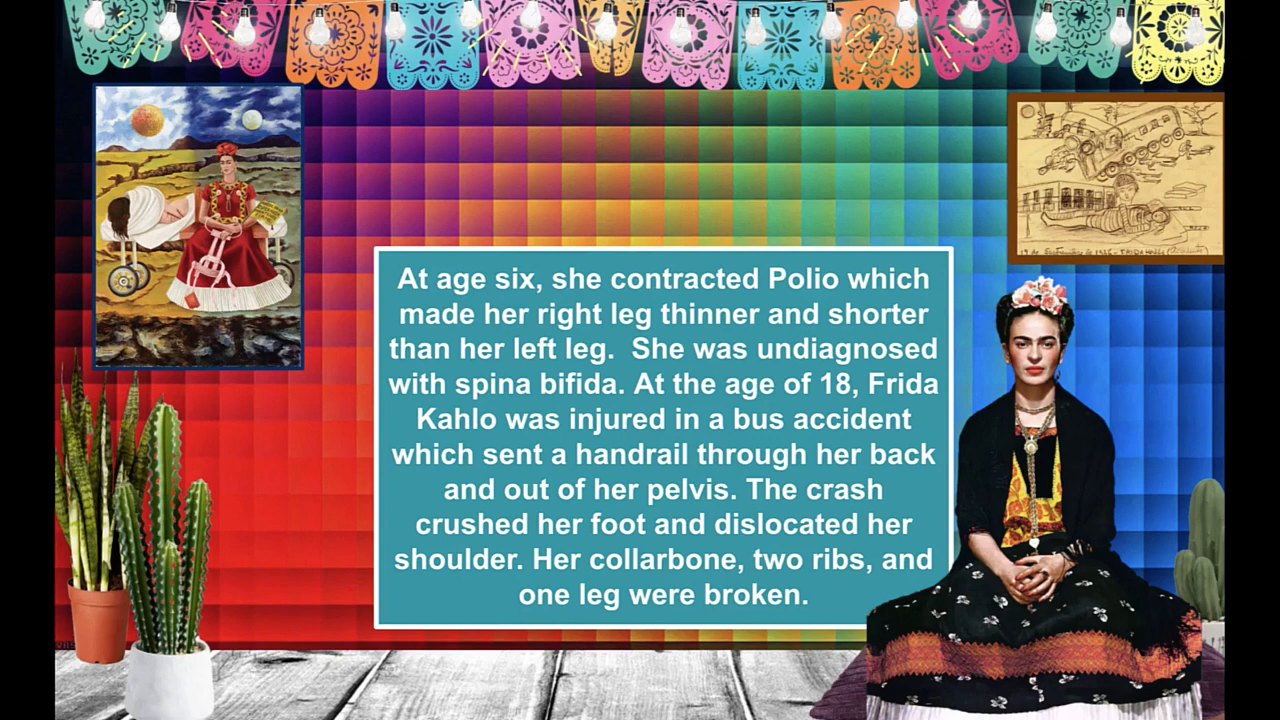 At age six, she contracted Polio which
made her right leg thinner and shorter
than her left leg.  She was undiagnosed
with spina bifida. At the age of 18, Frida
Kahlo was injured in a bus accident
which sent a handrail through her back
and out of her pelvis. The crash
crushed her foot and dislocated her
shoulder. Her collarbone, two ribs, and
one leg were broken.